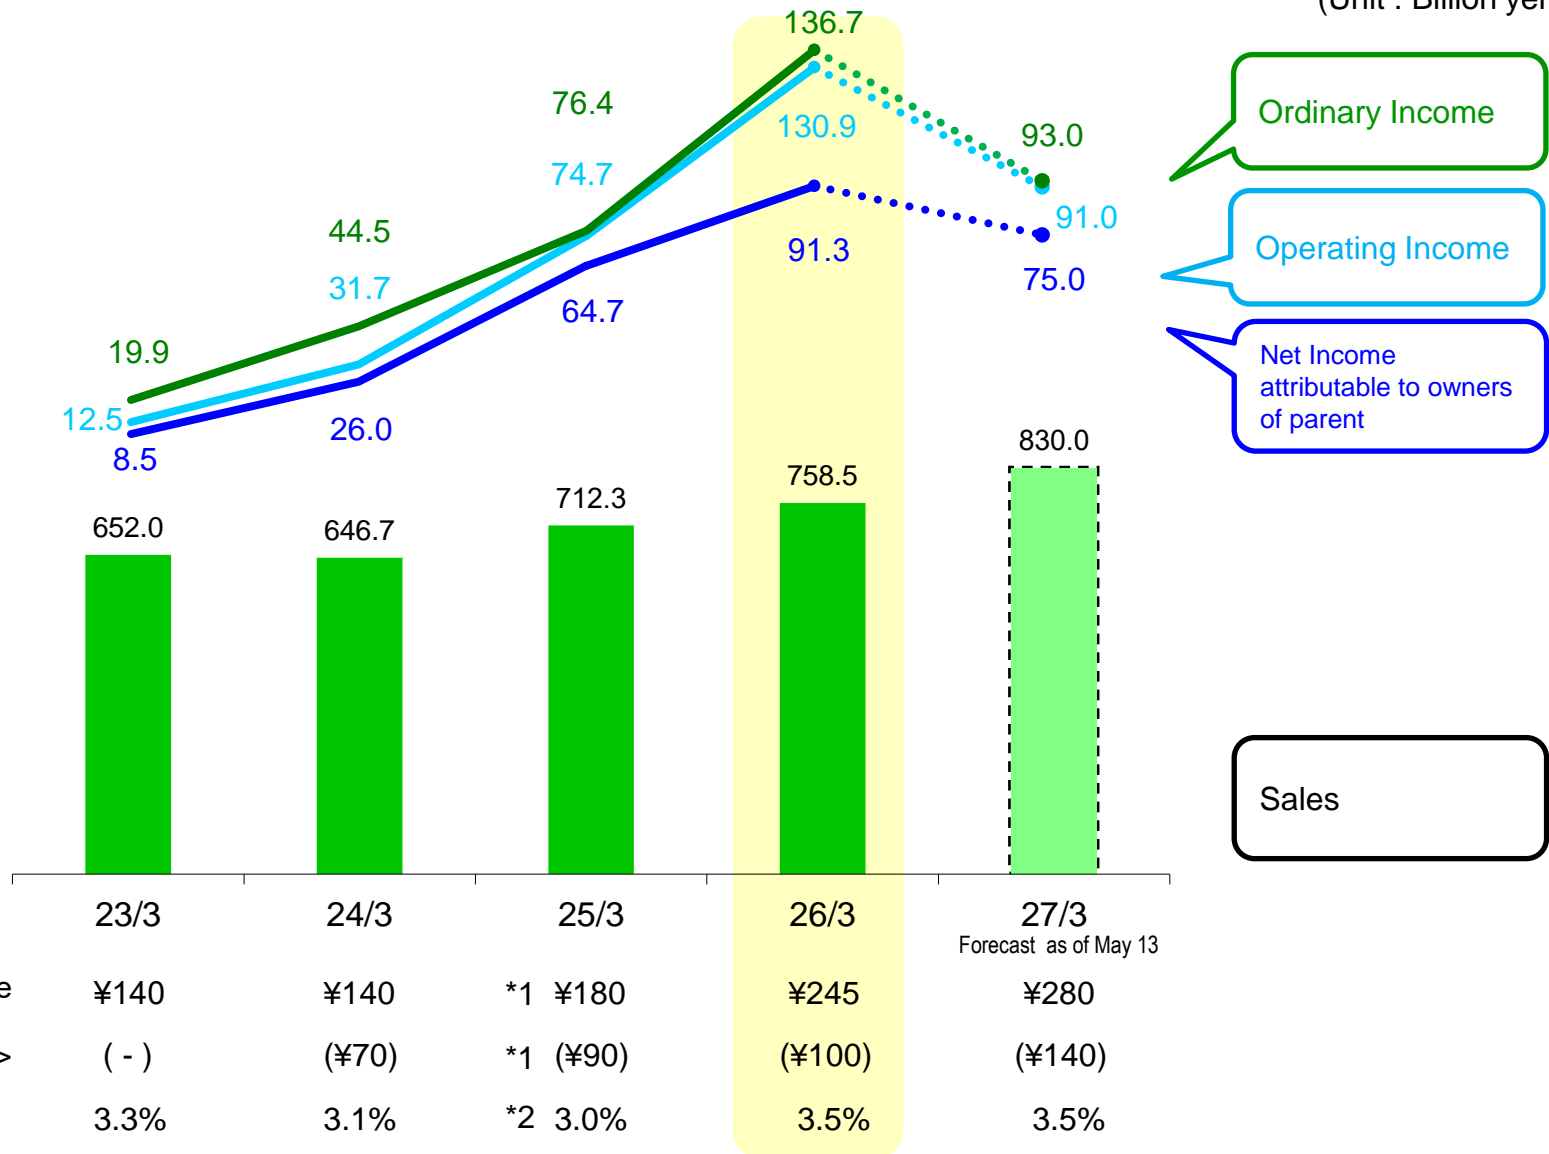 (Unit : Billion
136.7
76.4
Ordinary Income
130.9
93.0
74.7
91.0
44.5
Operating Income
91.3
75.0
31.7
64.7
19.9
Net Income
attributable to owners
of parent
12.5
26.0
8.5
830.0
758.5
712.3
652.0
646.7
Sales
23/3 24/3 25/3 26/3 27/3
Forecast as of May 13
e ¥140 ¥140 *1 ¥180 ¥245 ¥280
> ( - ) (¥70) *1 (¥90) (¥100) (¥140)
3.3% 3.1% *2 3.0% 3.5% 3.5%